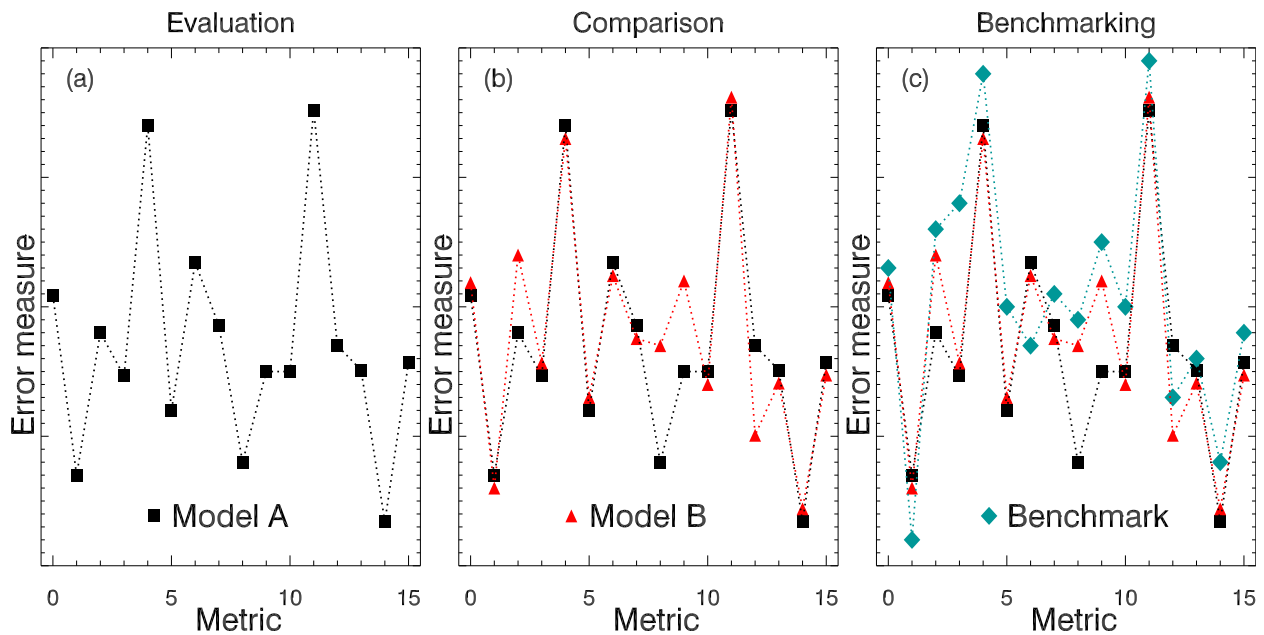 Evaluation
Comparison
Benchmarking
(a)
(b)
(c)
Error measure
Error measure
Error measure
Model A
Model B
Benchmark
0 5 10 15
0 5 10 15
0 5 10 15
Metric
Metric
Metric